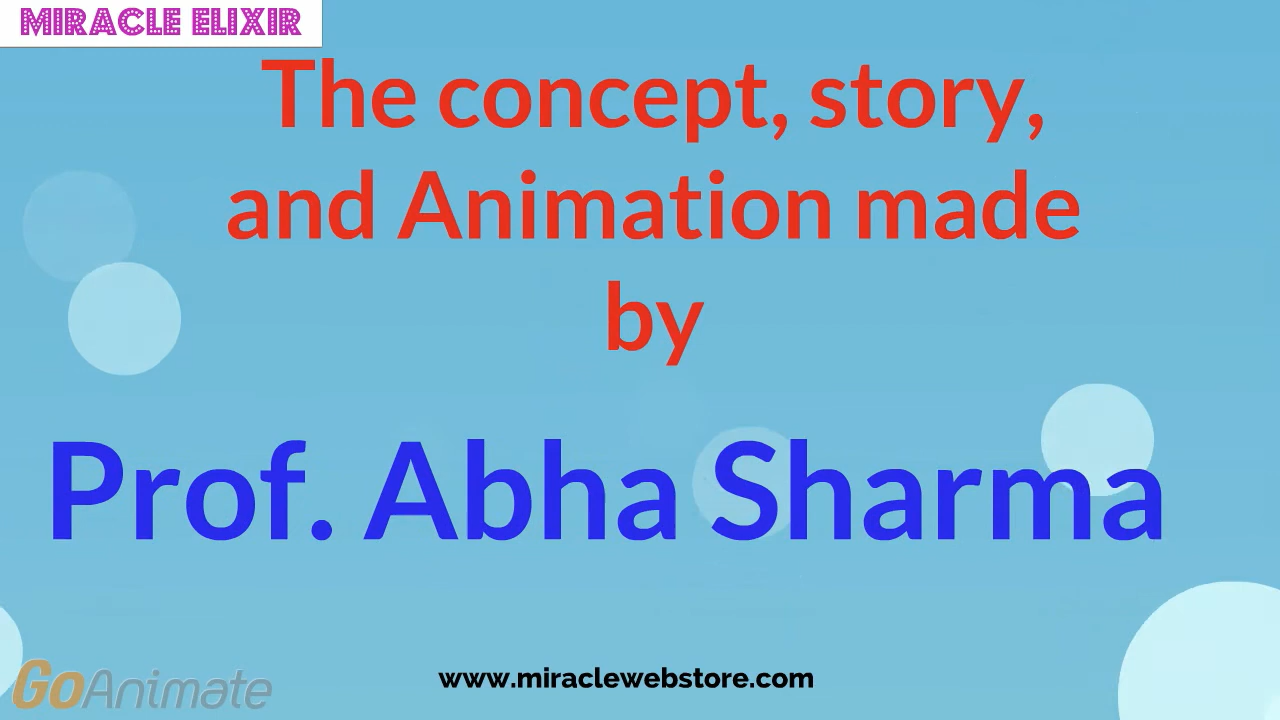 MIRACLE ELIXIR
The concept, story,
and Animation made
by
Prof. Abha Sharma
GoAnimate
www.miraclewebstore.com